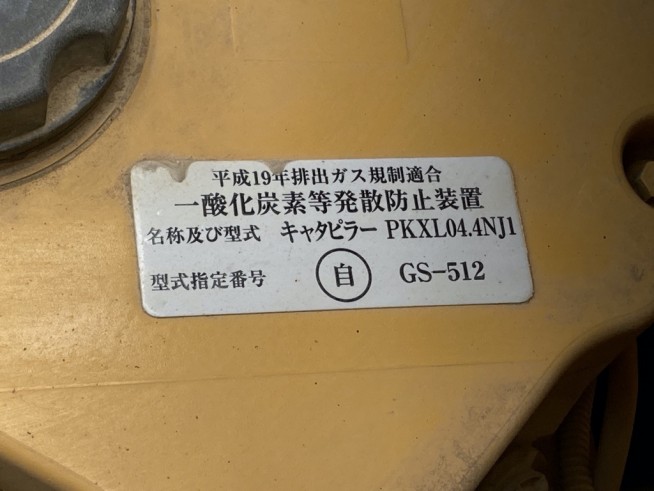 平成19年排出ガス規制適合
一酸化炭素等発散防止装置
名称及び型式 キャタピラー PKXL04.4NJ1
型式指定番号 自 GS-512